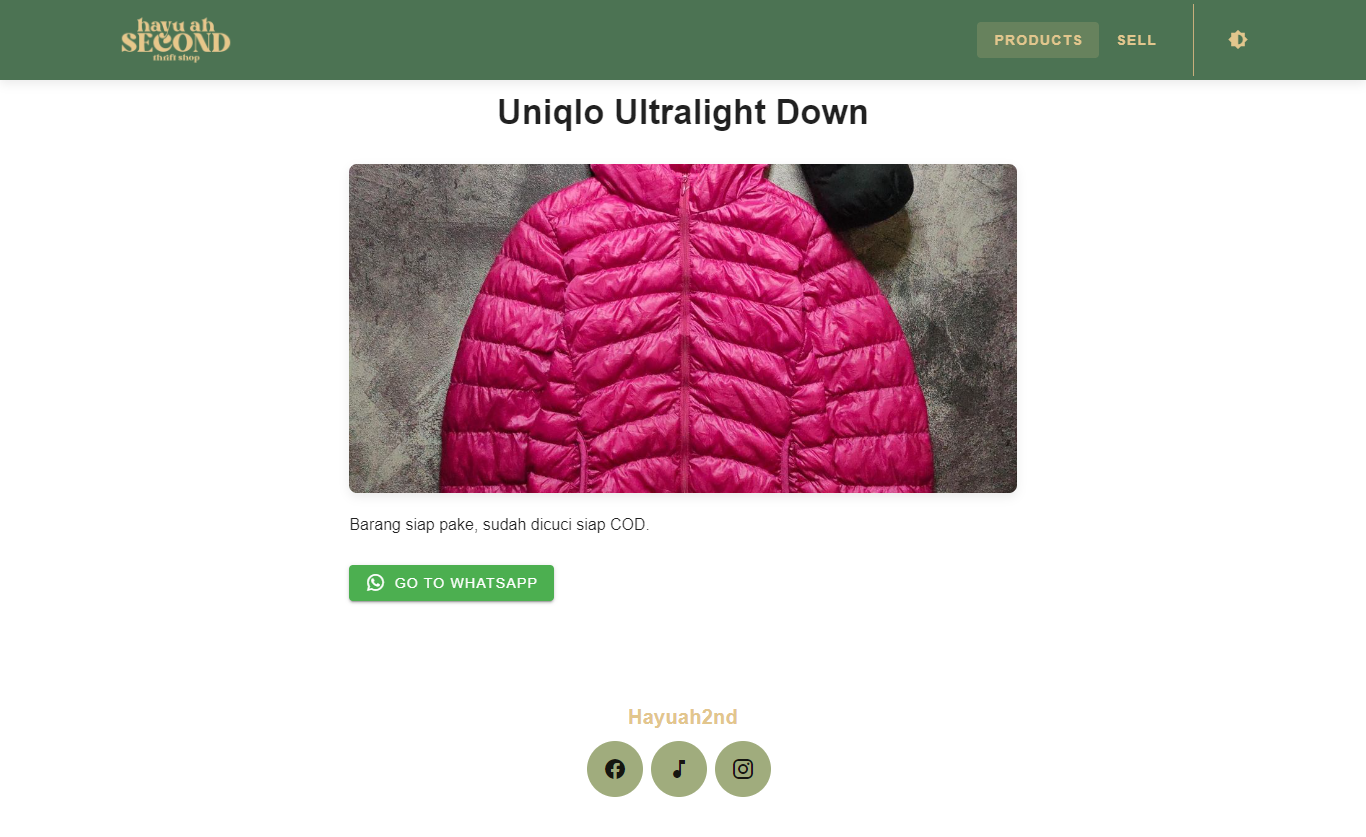 hayu ah
SECOND
thrift shop
PRODUCTS
SELL
Uniqlo Ultralight Down
Barang siap pake, sudah dicuci siap COD.
GO TO WHATSAPP
Hayuah2nd